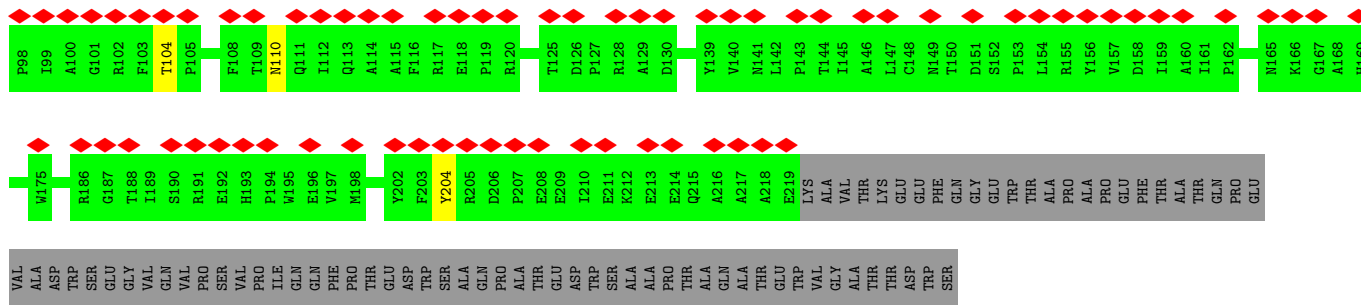 P98 I99 A100 G101 R102 F103 T104 P105 F108 T109 N110 Q111 I112 Q113 A114 A115 F116 R117 E118 P119 R120 T125 D126 P127 R128 A129 D130 Y139 V140 N141 L142 P143 T144 I145 A146 L147 C148 N149 T150 D151 S152 P153 L154 R155 Y156 V157 D158 I159 A160 I161 P162 N165 K166 G167 A168
W175 R186 G187 T188 I189 S190 R191 E192 H193 P194 W195 E196 V197 M198 Y202 F203 Y204 R205 D206 P207 E208 E209 I210 E211 K212 E213 E214 Q215 A216 A217 A218 E219 LYS ALA VAL THR LYS GLU GLU PHE GLN GLY GLU TRP THR ALA PRO ALA PRO GLU PHE THR ALA THR GLN PRO GLU
VAL ALA ASP TRP SER GLU GLY VAL GLN VAL PRO SER VAL PRO ILE GLN GLN PHE PRO THR GLU ASP TRP SER ALA GLN PRO ALA THR GLU ASP TRP SER ALA ALA PRO THR ALA GLN ALA THR GLU TRP VAL GLY ALA THR THR ASP TRP SER